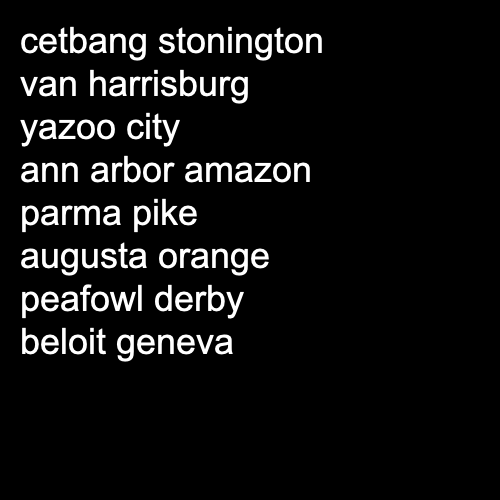 cetbang stonington
van harrisburg
yazoo city
ann arbor amazon
parma pike
augusta orange
peafowl derby
beloit geneva